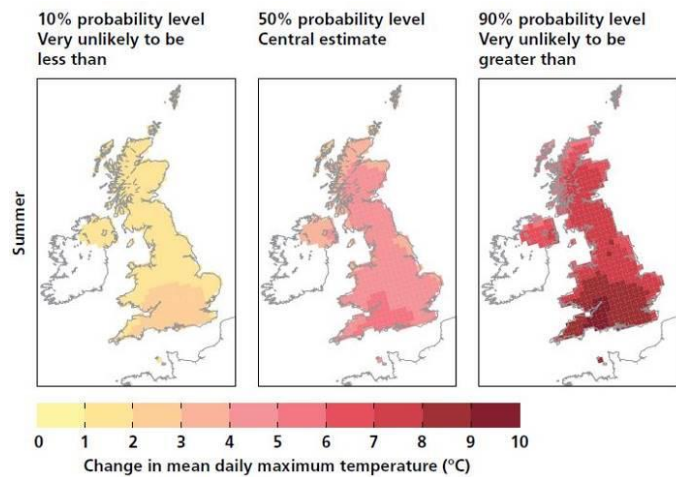 10% probability level
Very unlikely to be
less than
50% probability level
Central estimate
90% probability level
Very unlikely to be
greater than
Summer
0 1 2 3 4 5 6 7 8 9 10
Change in mean daily maximum temperature (°C)